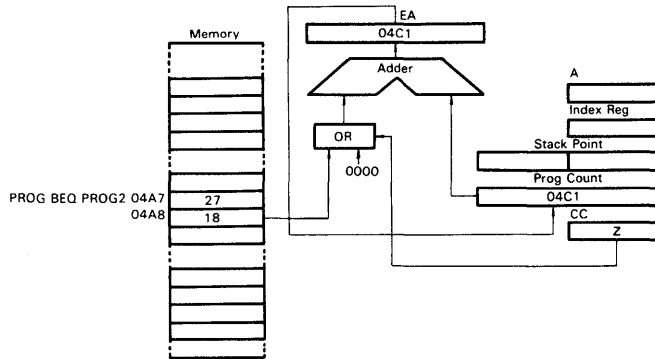 EA
Memory
04C1
Adder
A
Index Reg
OR
Stack Point
0000
Prog Count
PROG BEQ PROG2 04A7
27
04C1
04A8
18
CC
Z